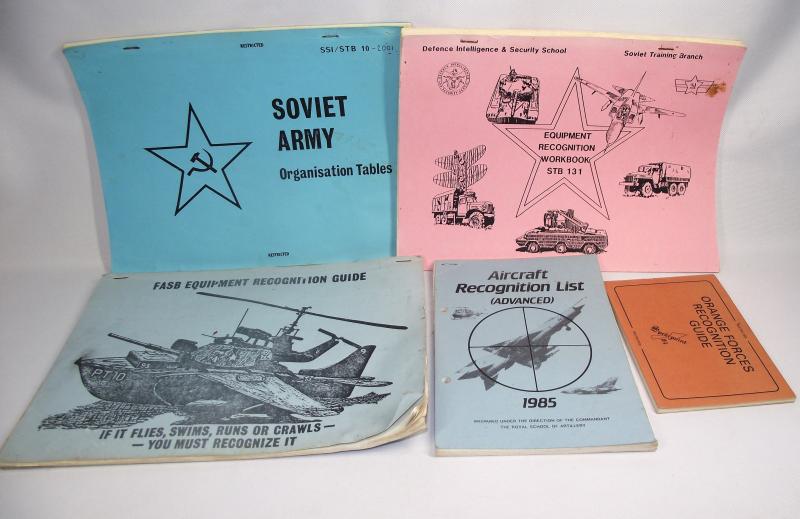 RESTRICTED
SSI/STB 10-2001
SOVIET
ARMY
Organisation Tables
RESTRICTED
Defence Intelligence & Security School
Soviet Training Branch
EQUIPMENT
RECOGNITION
WORKBOOK
STB 131
FASB EQUIPMENT RECOGNITION GUIDE
PT 10
IF IT FLIES, SWIMS, RUNS OR CRAWLS -
- YOU MUST RECOGNIZE IT
Aircraft
Recognition List
(ADVANCED)
1985
PREPARED UNDER THE DIRECTION OF THE COMMANDANT
THE ROYAL SCHOOL OF ARTILLERY
ORANGE FORCES
RECOGNITION
GUIDE